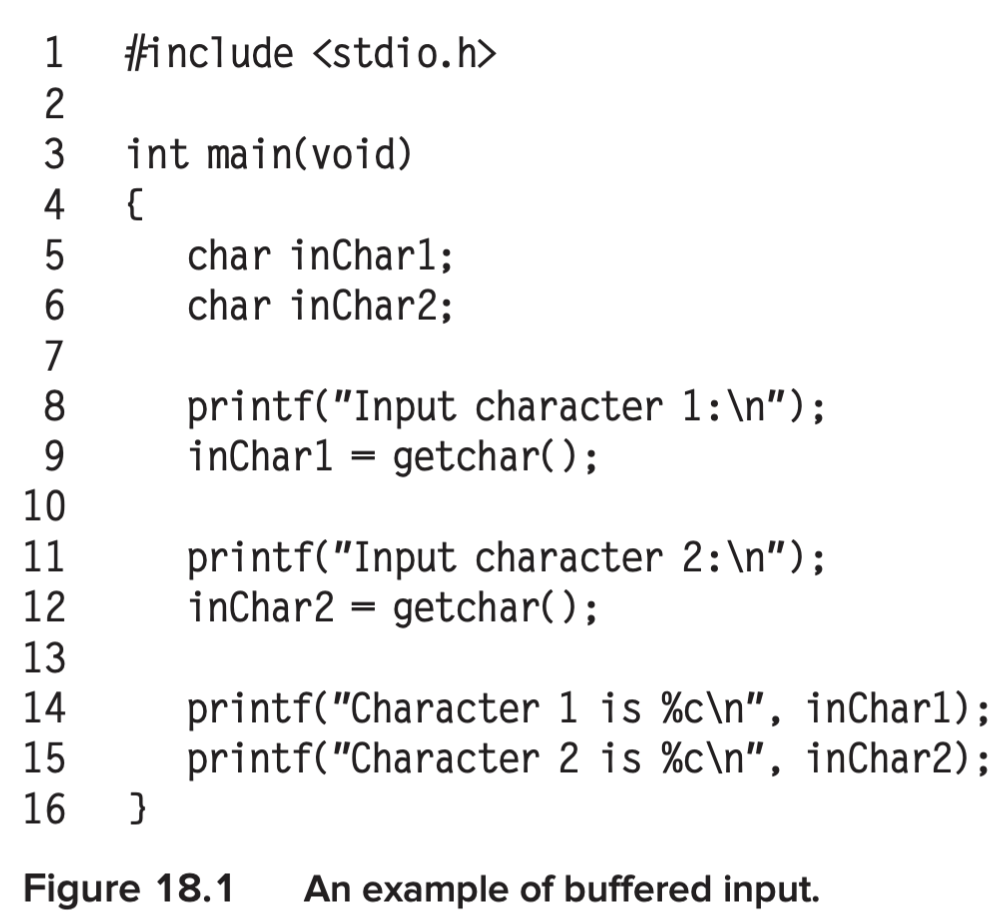 1 #include <stdio.h>
2
3 int main(void)
4 {
5 char inChar1;
6 char inChar2;
7
8 printf("Input character 1:\n");
9 inChar1 = getchar();
10
11 printf("Input character 2:\n");
12 inChar2 = getchar();
13
14 printf("Character 1 is %c\n", inChar1);
15 printf("Character 2 is %c\n", inChar2);
16 }
Figure 18.1 An example of buffered input.